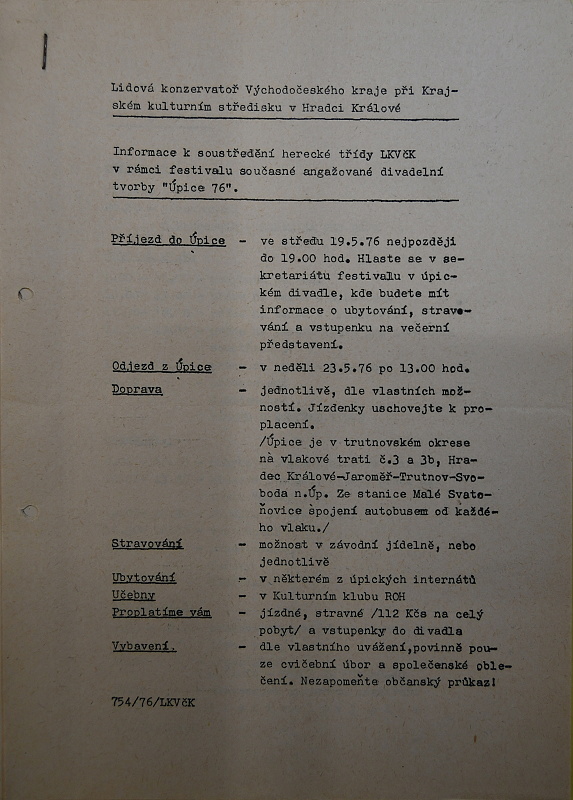 Lidová konzervatoř Východočeského kraje při Kraj-
ském kulturním středisku v Hradci Králové
Informace k soustředění herecké třídy LKVčK
v rámci festivalu současné angažované divadelní
tvorby "Úpice 76".
Příjezd do Úpice - ve středu 19.5.76 nejpozději
do 19.00 hod. Hlaste se v se-
kretariátu festivalu v úpic-
kém divadle, kde budete mít
informace o ubytování, stravo-
vání a vstupenku na večerní
představení.
Odjezd z Úpice - v neděli 23.5.76 po 13.00 hod.
Doprava - jednotlivě, dle vlastních mož-
ností. Jízdenky uschovejte k pro-
placení.
/Úpice je v trutnovském okrese
na vlakové trati č.3 a 3b, Hra-
dec Králové-Jaroměř-Trutnov-Svo-
boda n.Úp. Ze stanice Malé Svato-
ňovice spojení autobusem od každé-
ho vlaku./
Stravování - možnost v závodní jídelně, nebo
jednotlivě
Ubytování - v některém z úpických internátů
Učebny - v Kulturním klubu ROH
Proplatíme vám - jízdné, stravné /112 Kčs na celý
pobyt/ a vstupenky do divadla
Vybavení. - dle vlastního uvážení,povinně pou-
ze cvičební úbor a společenské oble-
čení. Nezapomeňte občanský průkaz!
754/76/LKVčK